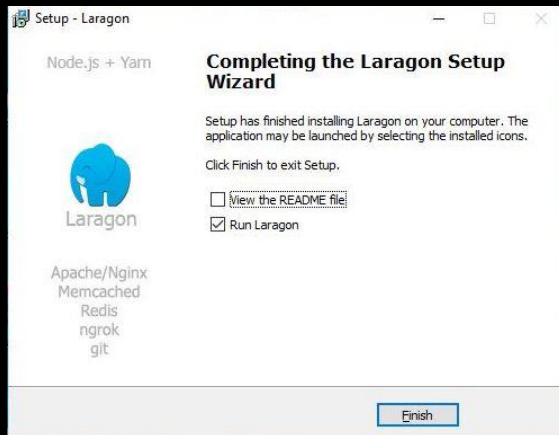 Setup - Laragon
Node.js + Yarn
Laragon
Apache/Nginx
Memcached
Redis
ngrok
git
Completing the Laragon Setup
Wizard
Setup has finished installing Laragon on your computer. The
application may be launched by selecting the installed icons.
Click Finish to exit Setup.
View the README file
Run Laragon
Finish